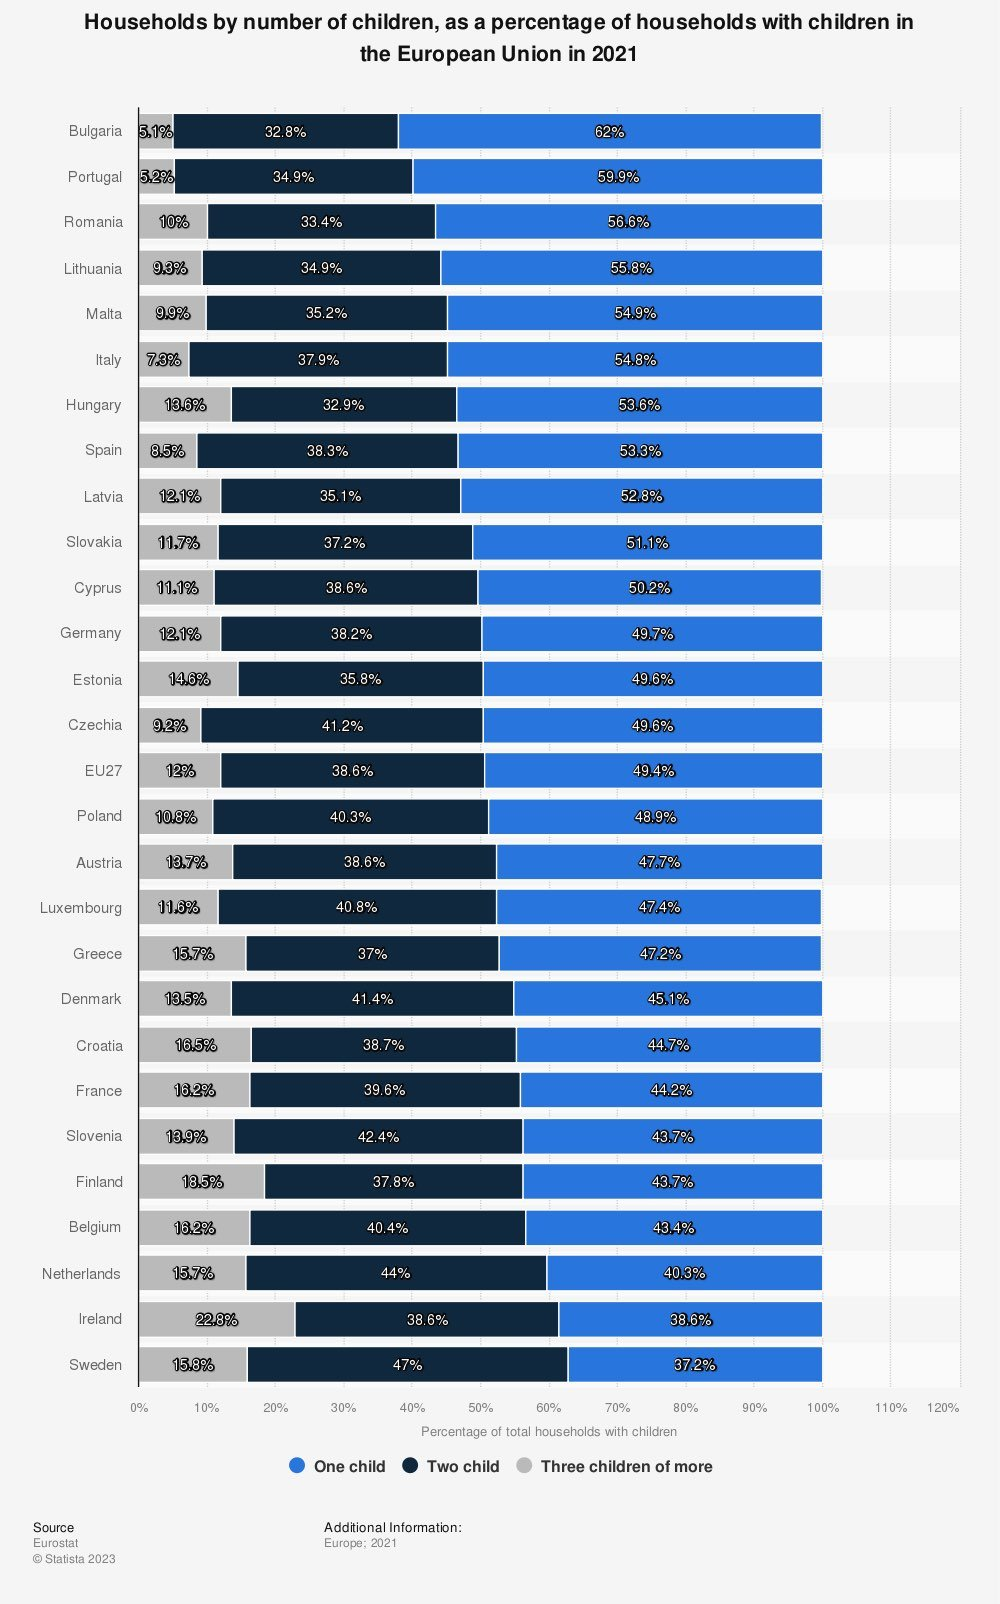 Households by number of children, as a percentage of households with children in
the European Union in 2021
Bulgaria 5.1% 32.8% 62%
Portugal 5.2% 34.9% 59.9%
Romania 10% 33.4% 56.6%
Lithuania 9.3% 34.9% 55.8%
Malta 9.9% 35.2% 54.9%
Italy 7.3% 37.9% 54.8%
Hungary 13.6% 32.9% 53.6%
Spain 8.5% 38.3% 53.3%
Latvia 12.1% 35.1% 52.8%
Slovakia 11.7% 37.2% 51.1%
Cyprus 11.1% 38.6% 50.2%
Germany 12.1% 38.2% 49.7%
Estonia 14.6% 35.8% 49.6%
Czechia 9.2% 41.2% 49.6%
EU27 12% 38.6% 49.4%
Poland 10.8% 40.3% 48.9%
Austria 13.7% 38.6% 47.7%
Luxembourg 11.6% 40.8% 47.4%
Greece 15.7% 37% 47.2%
Denmark 13.5% 41.4% 45.1%
Croatia 16.5% 38.7% 44.7%
France 16.2% 39.6% 44.2%
Slovenia 13.9% 42.4% 43.7%
Finland 18.5% 37.8% 43.7%
Belgium 16.2% 40.4% 43.4%
Netherlands 15.7% 44% 40.3%
Ireland 22.8% 38.6% 38.6%
Sweden 15.8% 47% 37.2%
0% 10% 20% 30% 40% 50% 60% 70% 80% 90% 100% 110% 120%
Percentage of total households with children
One child Two child Three children of more
Source
Eurostat
© Statista 2023
Additional Information:
Europe; 2021